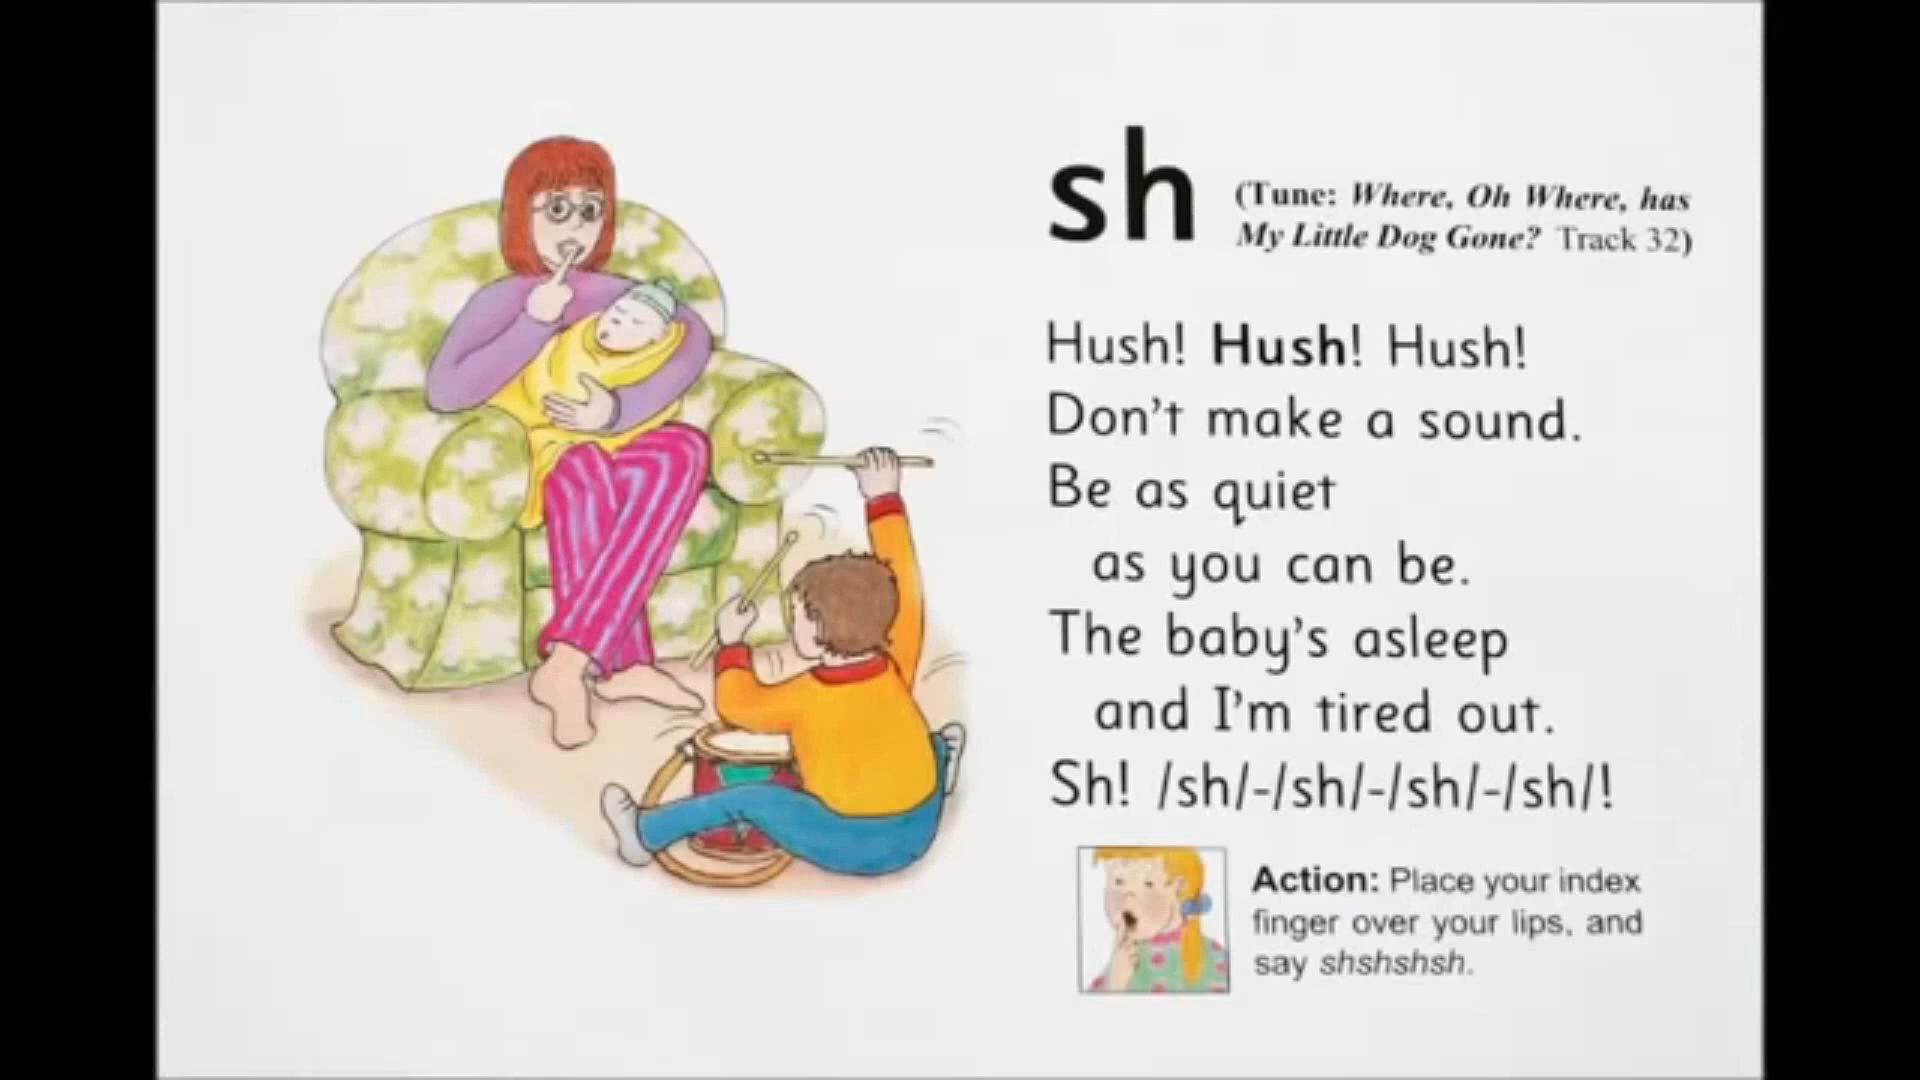 sh
(Tune: Where, Oh Where, has
My Little Dog Gone? Track 32)
Hush! Hush! Hush!
Don't make a sound.
Be as quiet
as you can be.
The baby's asleep
and I'm tired out.
Sh! /sh/-/sh/-/sh/-/sh/!
Action: Place your index
finger over your lips, and
say shshshsh.